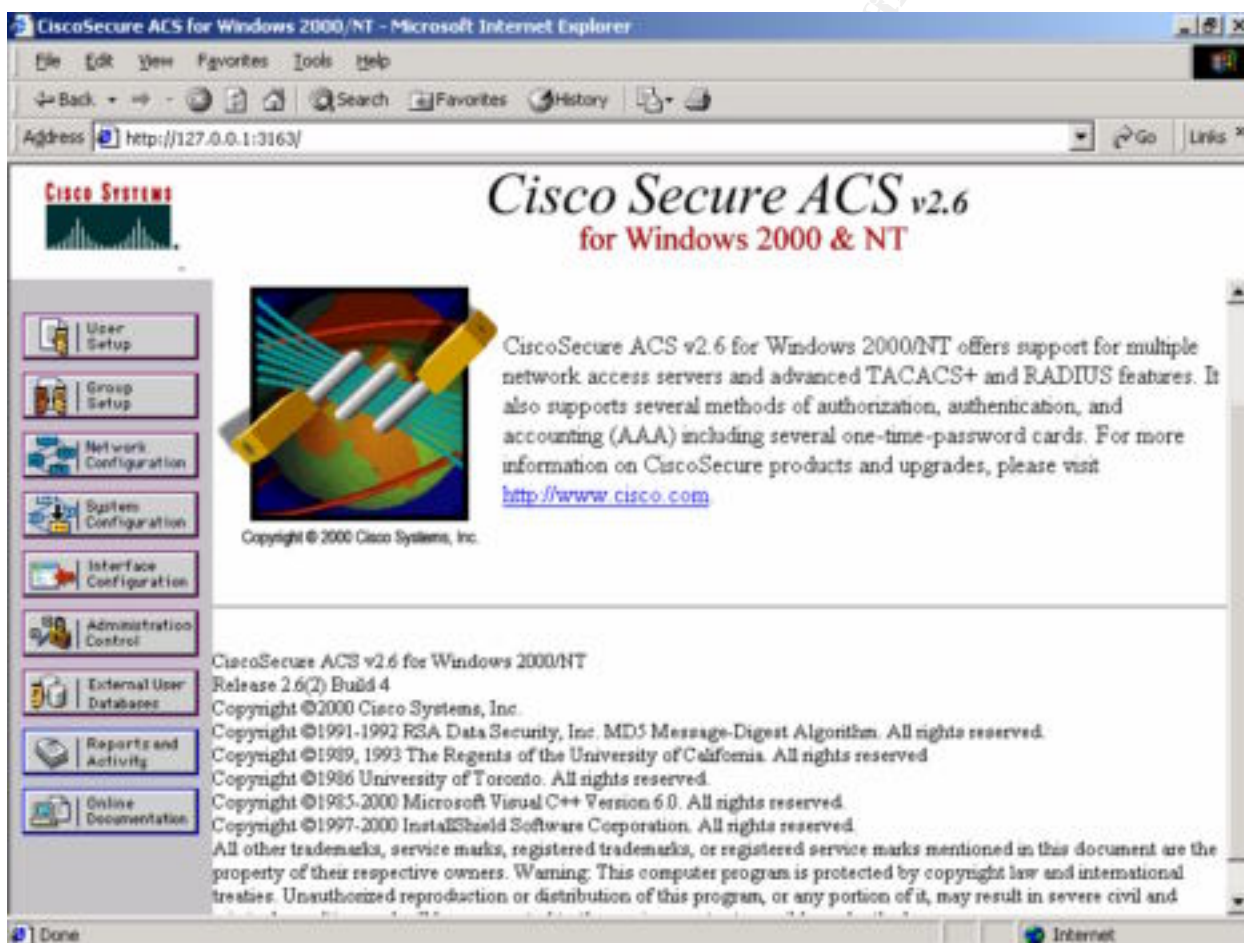 CiscoSecure ACS for Windows 2000/NT - Microsoft Internet Explorer
File Edit View Favorites Tools Help
Back Search Favorites History
Address http://127.0.0.1:3163/ Go Links »
CISCO SYSTEMS
Cisco Secure ACS v2.6
for Windows 2000 & NT
User
Setup
Group
Setup
Network
Configuration
System
Configuration
Interface
Configuration
Administration
Control
External User
Databases
Reports and
Activity
Online
Documentation
CiscoSecure ACS v2.6 for Windows 2000/NT offers support for multiple
network access servers and advanced TACACS+ and RADIUS features. It
also supports several methods of authorization, authentication, and
accounting (AAA) including several one-time-password cards. For more
information on CiscoSecure products and upgrades, please visit
http://www.cisco.com.
Copyright © 2000 Cisco Systems, Inc.
CiscoSecure ACS v2.6 for Windows 2000/NT
Release 2.6(2) Build 4
Copyright ©2000 Cisco Systems, Inc.
Copyright ©1991-1992 RSA Data Security, Inc. MD5 Message-Digest Algorithm. All rights reserved.
Copyright ©1989, 1993 The Regents of the University of California. All rights reserved
Copyright ©1986 University of Toronto. All rights reserved.
Copyright ©1985-2000 Microsoft Visual C++ Version 6.0. All rights reserved.
Copyright ©1997-2000 InstallShield Software Corporation. All rights reserved.
All other trademarks, service marks, registered trademarks, or registered service marks mentioned in this document are the
property of their respective owners. Warning: This computer program is protected by copyright law and international
treaties. Unauthorized reproduction or distribution of this program, or any portion of it, may result in severe civil and
Done Internet